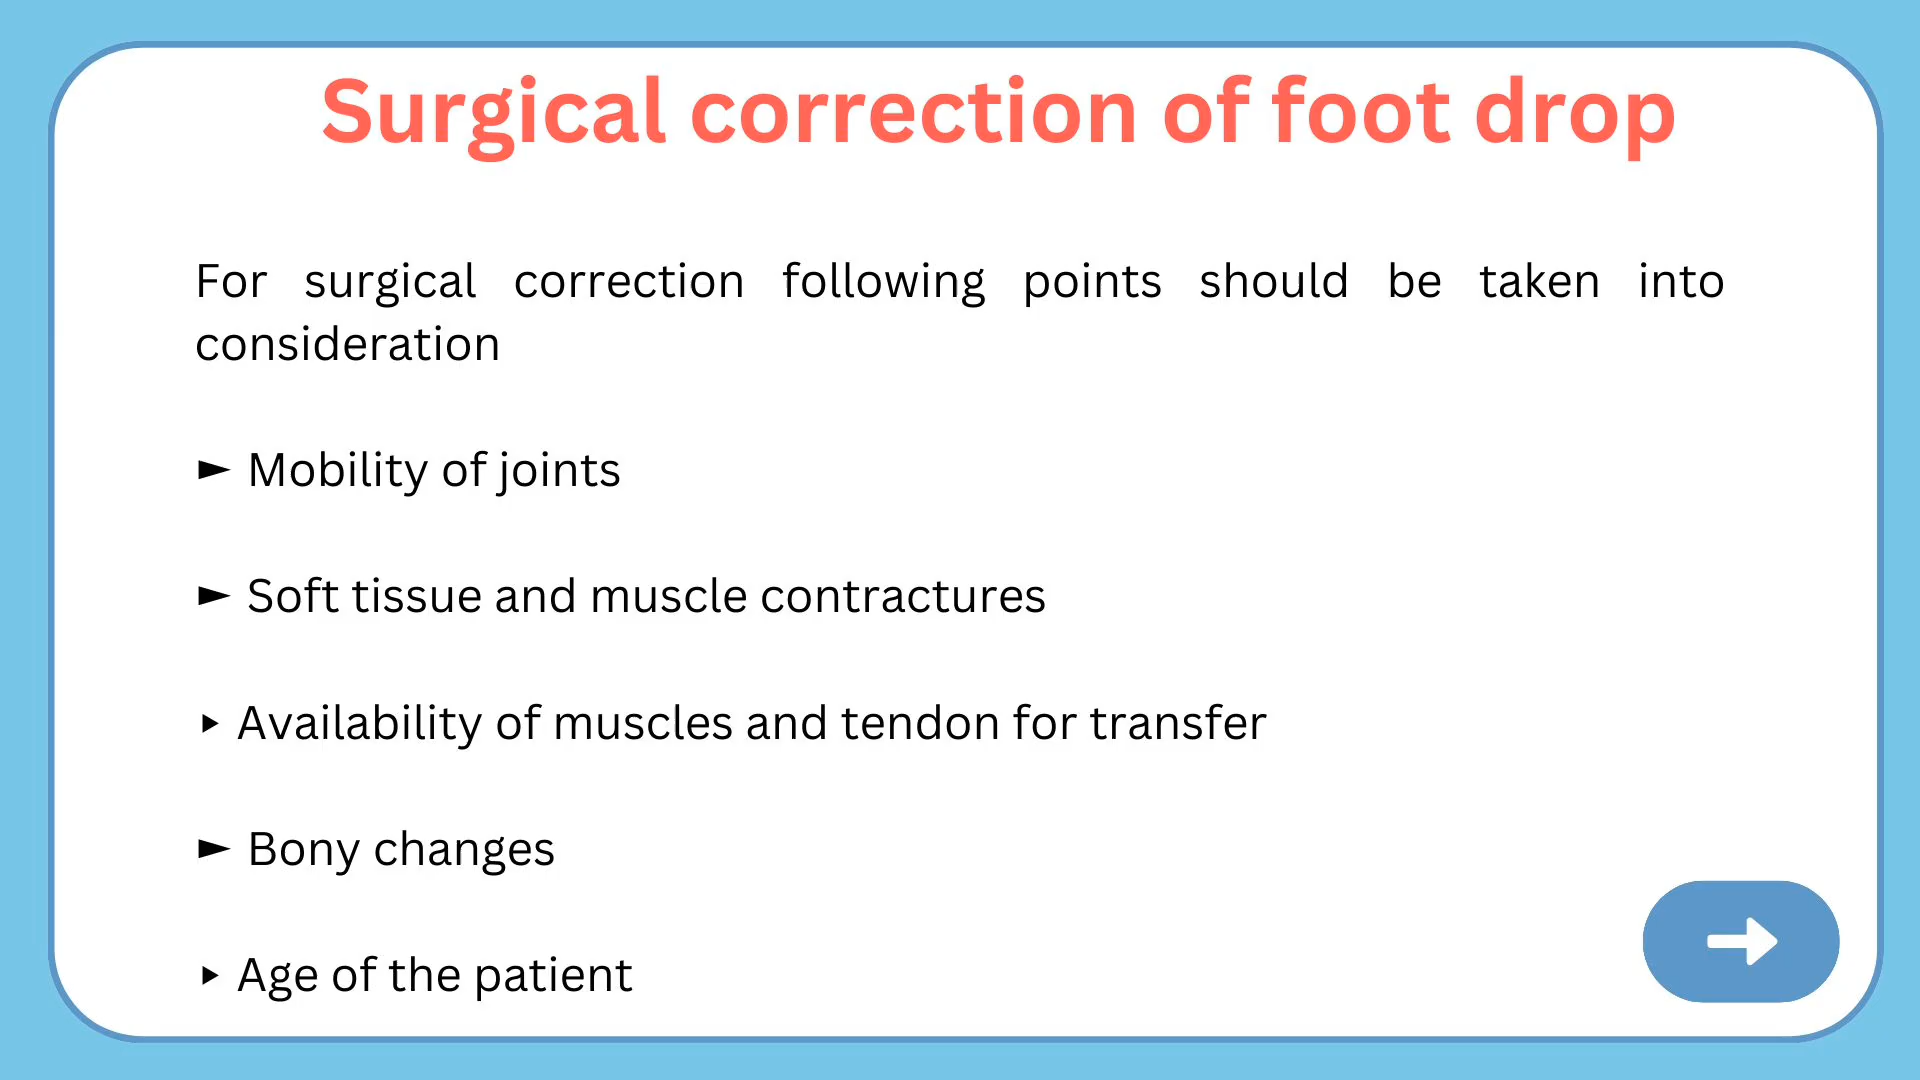 Surgical correction of foot drop
For surgical correction following points should be taken into
consideration
► Mobility of joints
► Soft tissue and muscle contractures
‣ Availability of muscles and tendon for transfer
► Bony changes
‣ Age of the patient